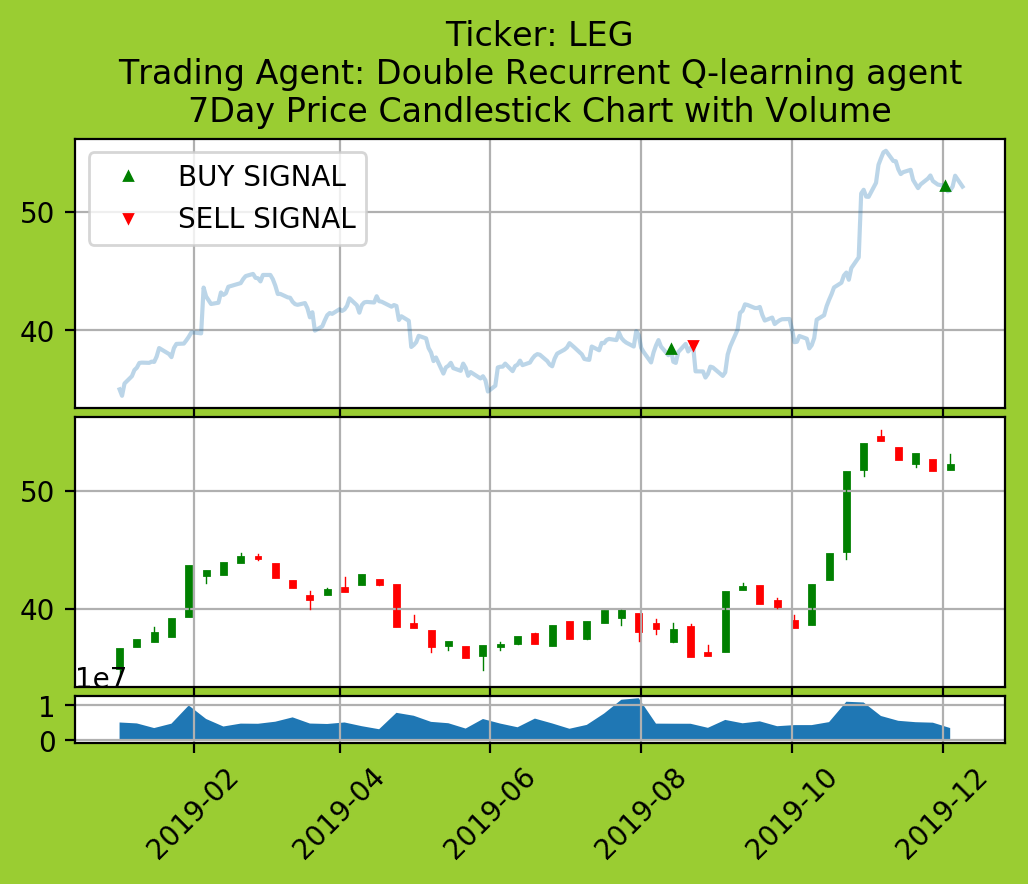 Ticker: LEG
Trading Agent: Double Recurrent Q-learning agent
7Day Price Candlestick Chart with Volume
BUY SIGNAL
SELL SIGNAL
50
40
50
40
1e7
1
0
2019-02
2019-04
2019-06
2019-08
2019-10
2019-12